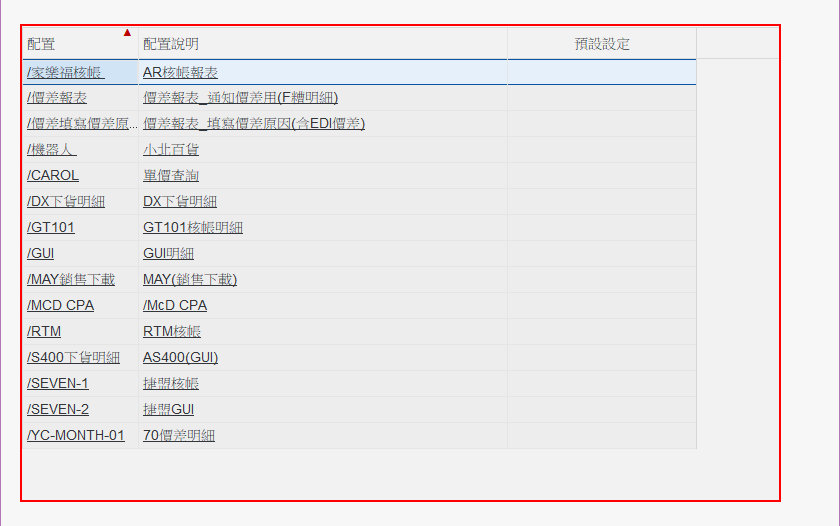 配置 配置說明 預設設定
/家樂福核帳 AR核帳報表
/價差報表 價差報表_通知價差用(F糟明細)
/價差填寫價差原... 價差報表_填寫價差原因(含EDI價差)
/機器人 小北百貨
/CAROL 單價查詢
/DX下貨明細 DX下貨明細
/GT101 GT101核帳明細
/GUI GUI明細
/MAY銷售下載 MAY(銷售下載)
/MCD CPA /McD CPA
/RTM RTM核帳
/S400下貨明細 AS400(GUI)
/SEVEN-1 捷盟核帳
/SEVEN-2 捷盟GUI
/YC-MONTH-01 70價差明細